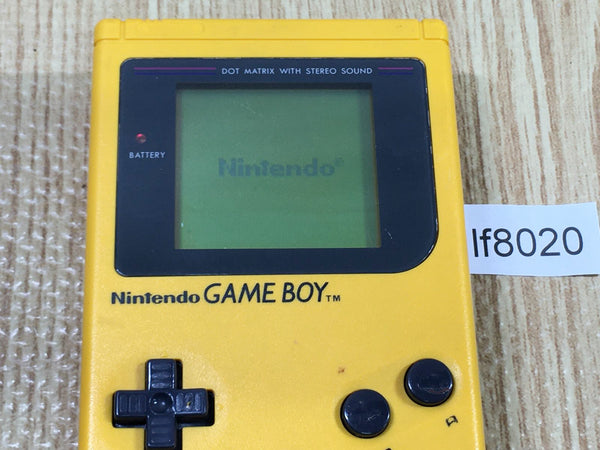 DOT MATRIX WITH STEREO SOUND
BATTERY
Nintendo®
lf8020
Nintendo GAME BOY™
A